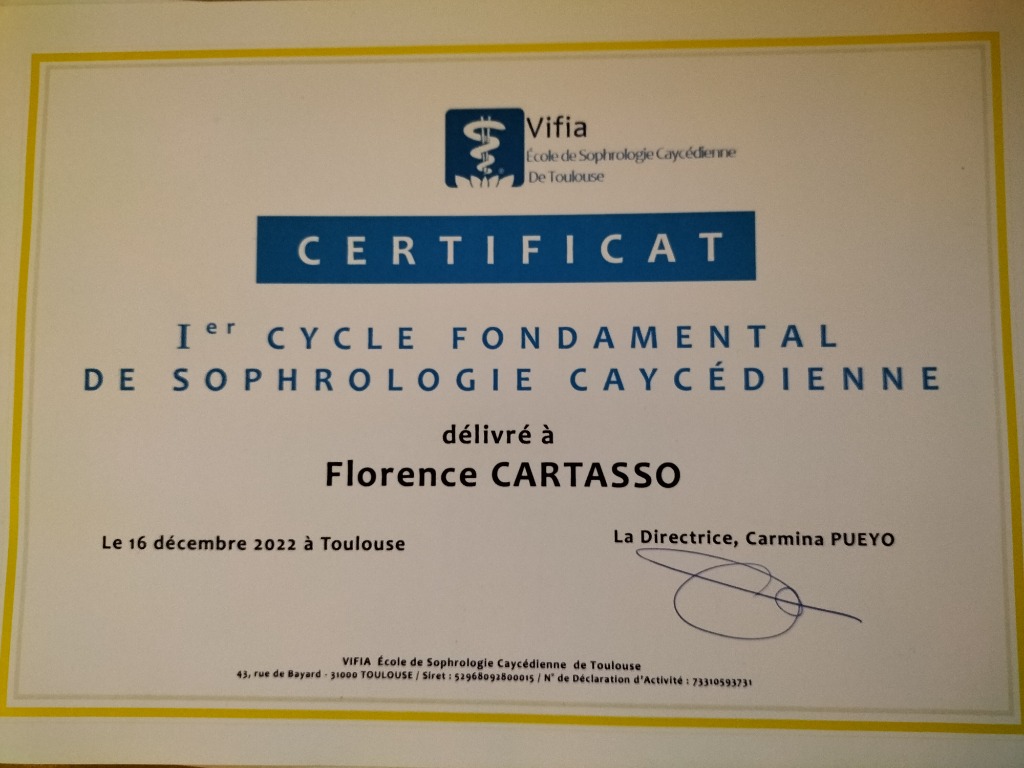 Vifia
École de Sophrologie Caycédienne
De Toulouse
CERTIFICAT
Ier CYCLE FONDAMENTAL
DE SOPHROLOGIE CAYCÉDIENNE
délivré à
Florence CARTASSO
Le 16 décembre 2022 à Toulouse
La Directrice, Carmina PUEYO
VIFIA École de Sophrologie Caycédienne de Toulouse
43, rue de Bayard - 31000 TOULOUSE / Siret : 52968092800015 / N° de Déclaration d'Activité : 73310593731